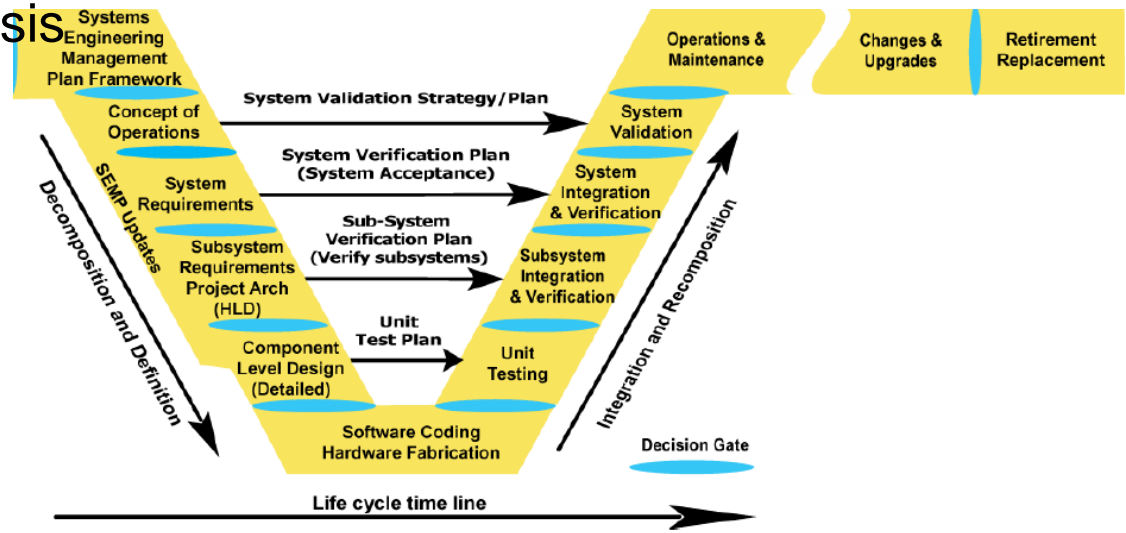 sis
Systems
Engineering
Management
Plan Framework
Concept of
Operations
SEMP Updates
System
Requirements
Subsystem
Requirements
Project Arch
(HLD)
Component
Level Design
(Detailed)
Decomposition and Definition
System Validation Strategy/Plan
System Verification Plan
(System Acceptance)
Sub-System
Verification Plan
(Verify subsystems)
Unit
Test Plan
Software Coding
Hardware Fabrication
Unit
Testing
Subsystem
Integration
& Verification
System
Integration
& Verification
System
Validation
Operations &
Maintenance
Changes &
Upgrades
Retirement
Replacement
Integration and Recomposition
Decision Gate
Life cycle time line